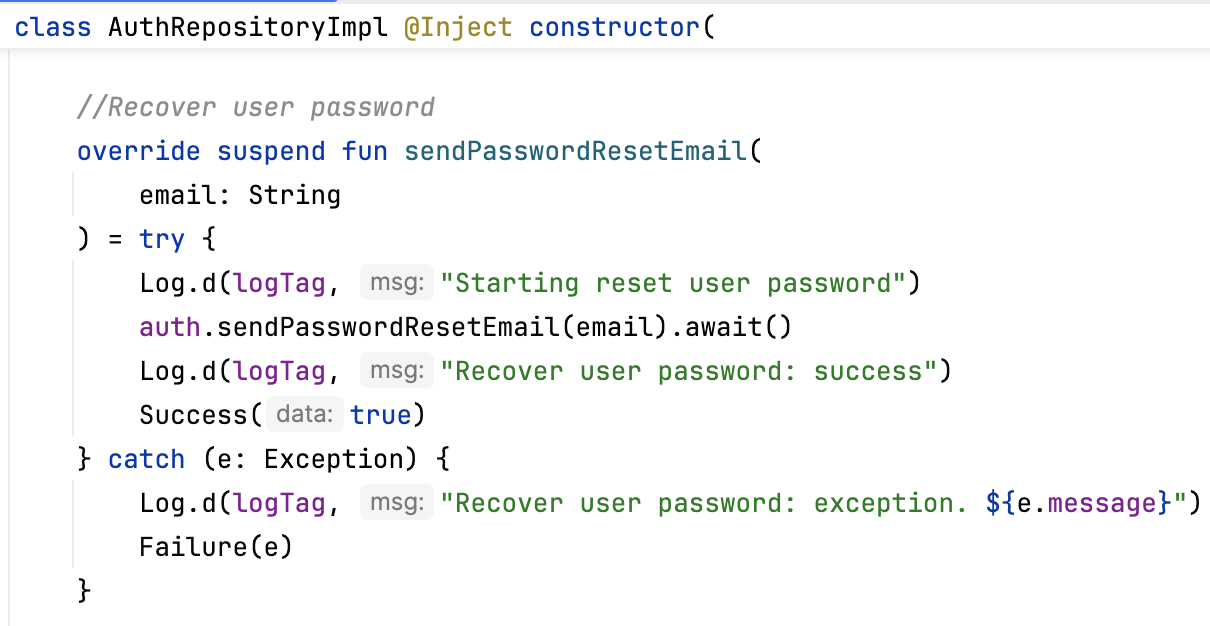 class AuthRepositoryImpl @Inject constructor(
//Recover user password
override suspend fun sendPasswordResetEmail(
email: String
) = try {
Log.d(logTag, msg: "Starting reset user password")
auth.sendPasswordResetEmail(email).await()
Log.d(logTag, msg: "Recover user password: success")
Success( data: true)
} catch (e: Exception) {
Log.d(logTag, msg: "Recover user password: exception. ${e.message}")
Failure(e)
}